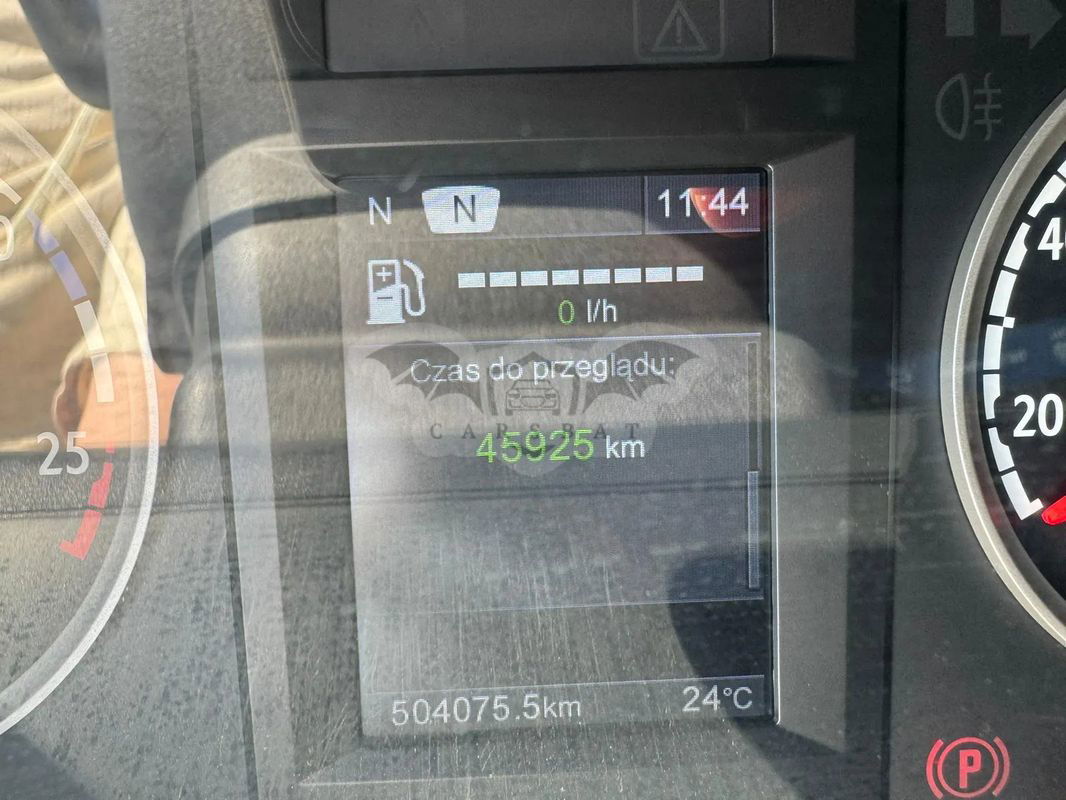 N N 11:44
0 l/h
Czas do przeglądu:
CARSBAT
45925 km
504075.5km 24°C
25
20
P